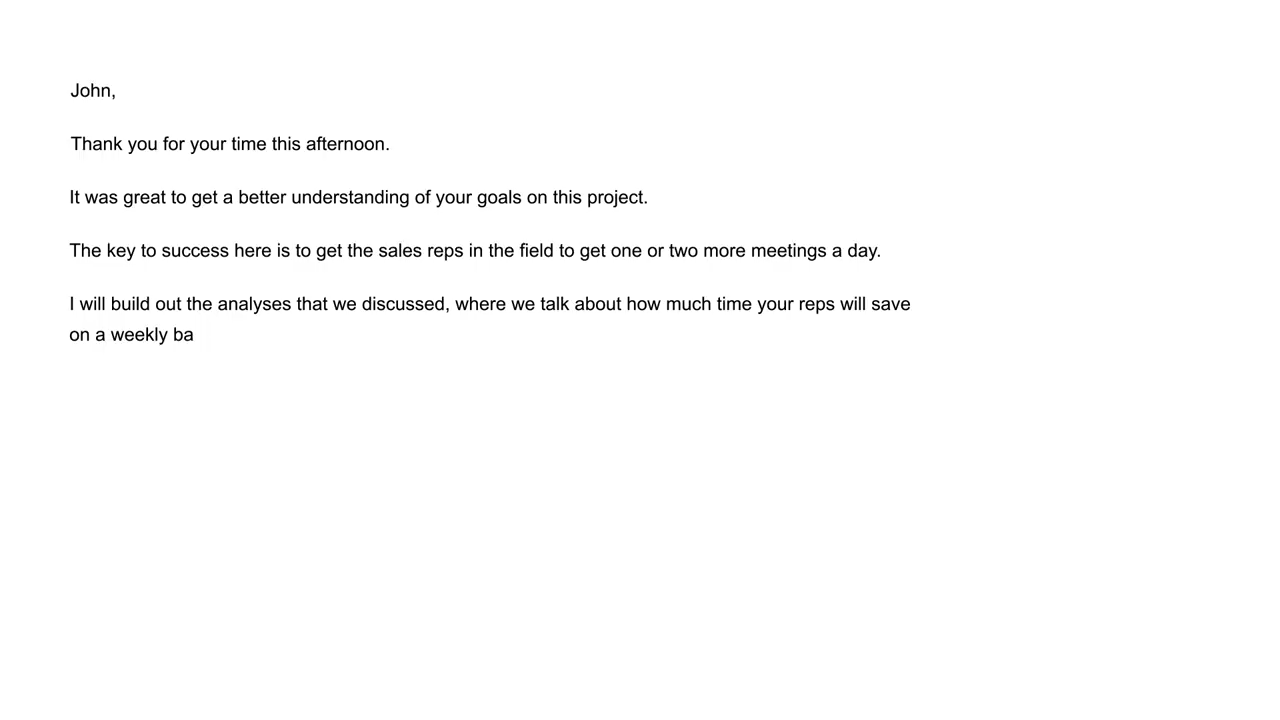 John,
Thank you for your time this afternoon.
It was great to get a better understanding of your goals on this project.
The key to success here is to get the sales reps in the field to get one or two more meetings a day.
I will build out the analyses that we discussed, where we talk about how much time your reps will save
on a weekly ba